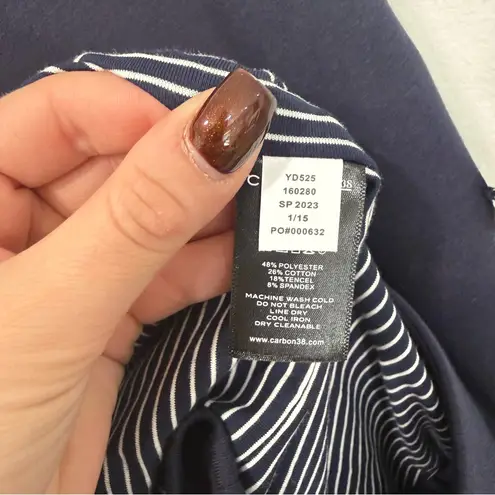 YD525
160280
SP 2023
1/15
PO#000632
C 38
48% POLYESTER
26% COTTON
18%TENCEL
8% SPANDEX
MACHINE WASH COLD
DO NOT BLEACH
LINE DRY
COOL IRON
DRY CLEANABLE
www.carbon38.com